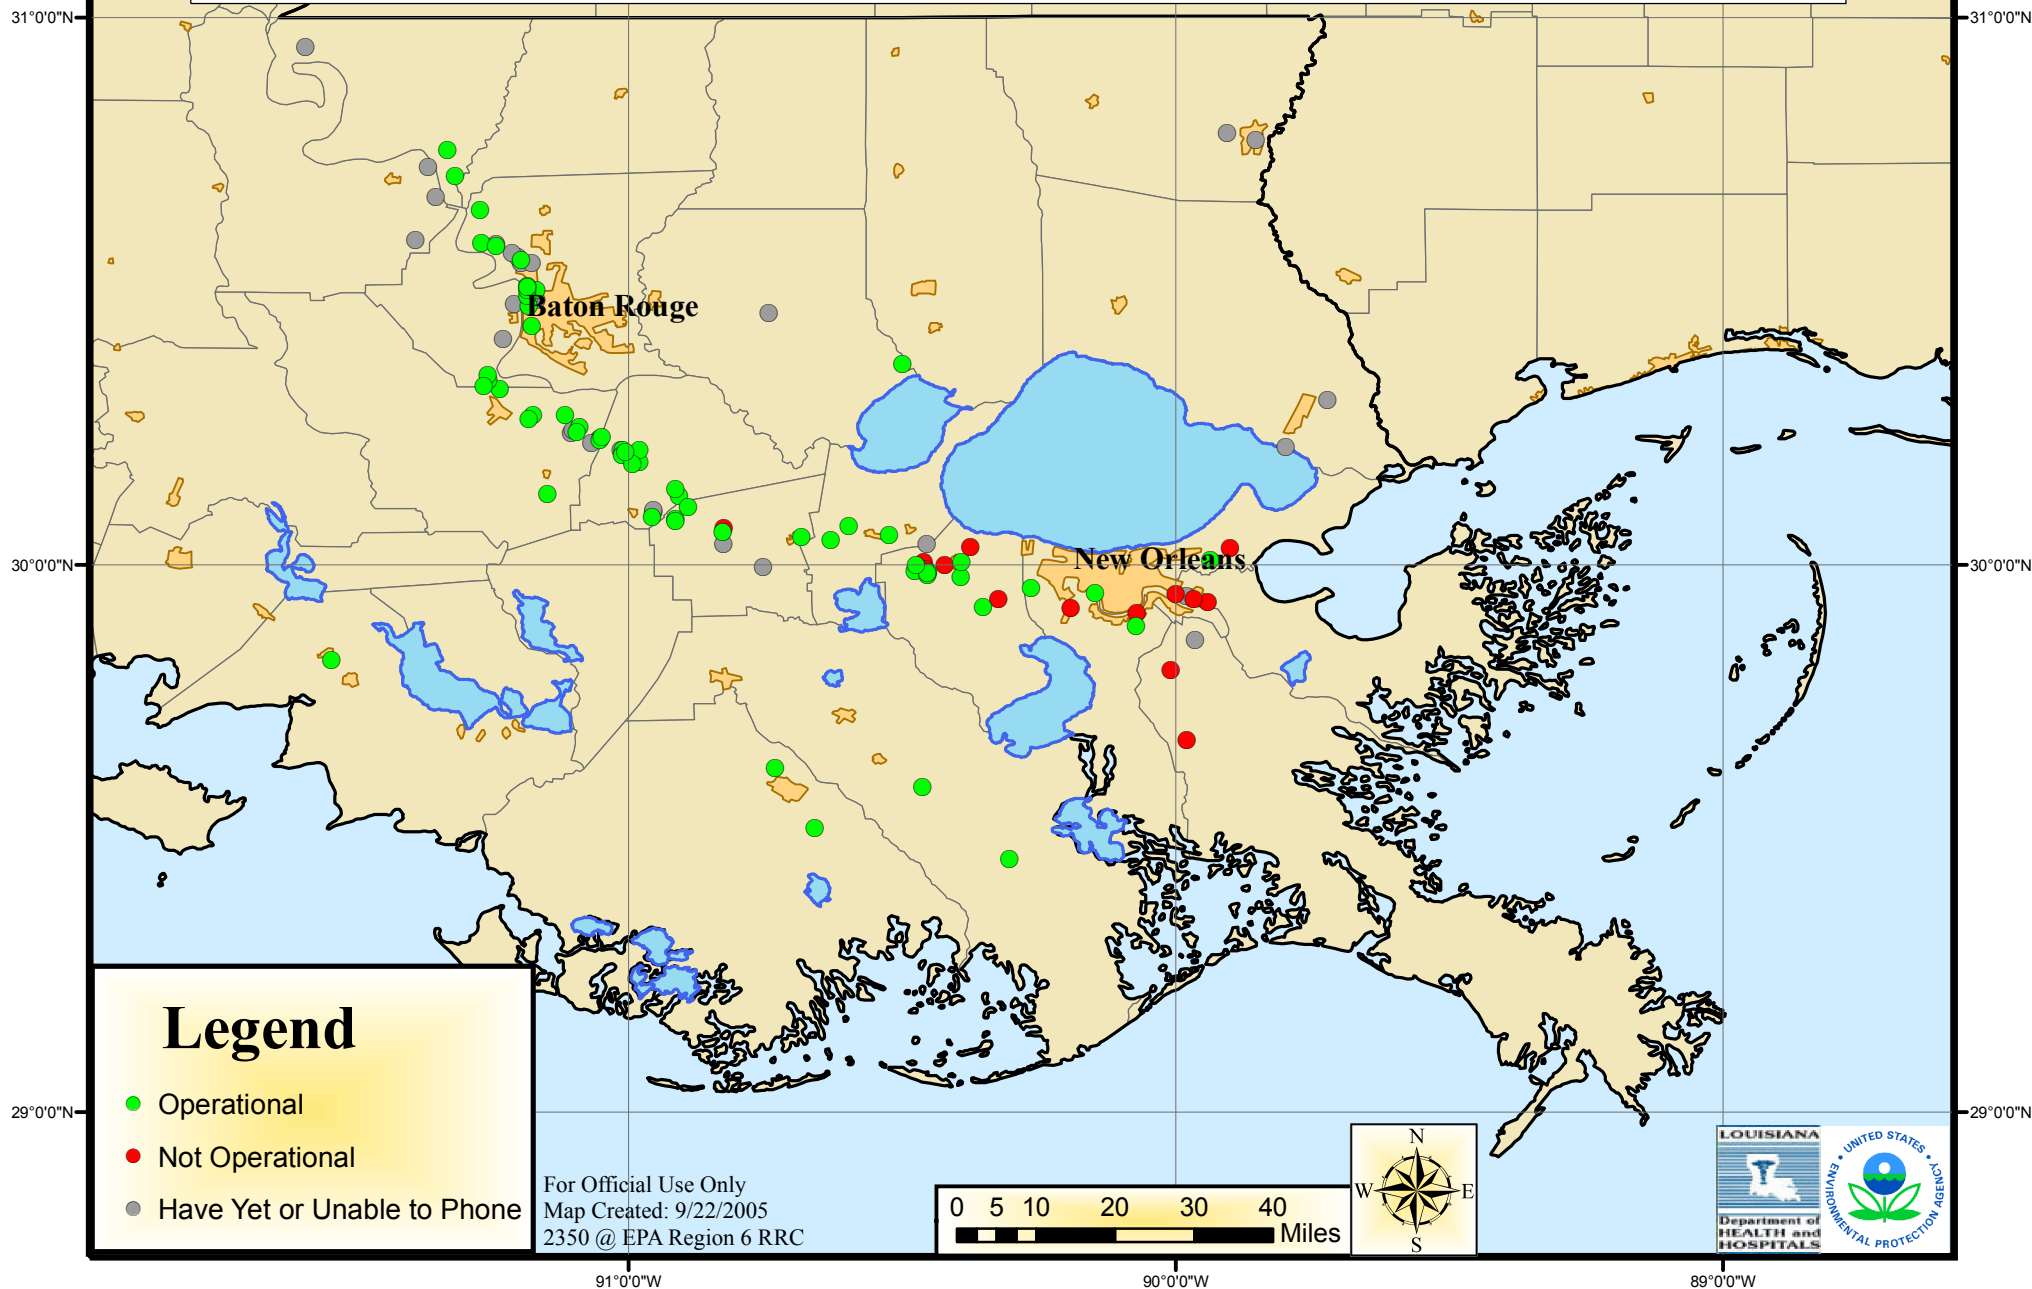 31°0'0"N
31°0'0"N
Baton Rouge
New Orleans
30°0'0"N
30°0'0"N
Legend
Operational
Not Operational
Have Yet or Unable to Phone
29°0'0"N
29°0'0"N
For Official Use Only
Map Created: 9/22/2005
2350 @ EPA Region 6 RRC
0 5 10 20 30 40
Miles
N
W E
S
LOUISIANA
Department of
HEALTH and
HOSPITALS
UNITED STATES
ENVIRONMENTAL PROTECTION AGENCY
91°0'0"W
90°0'0"W
89°0'0"W